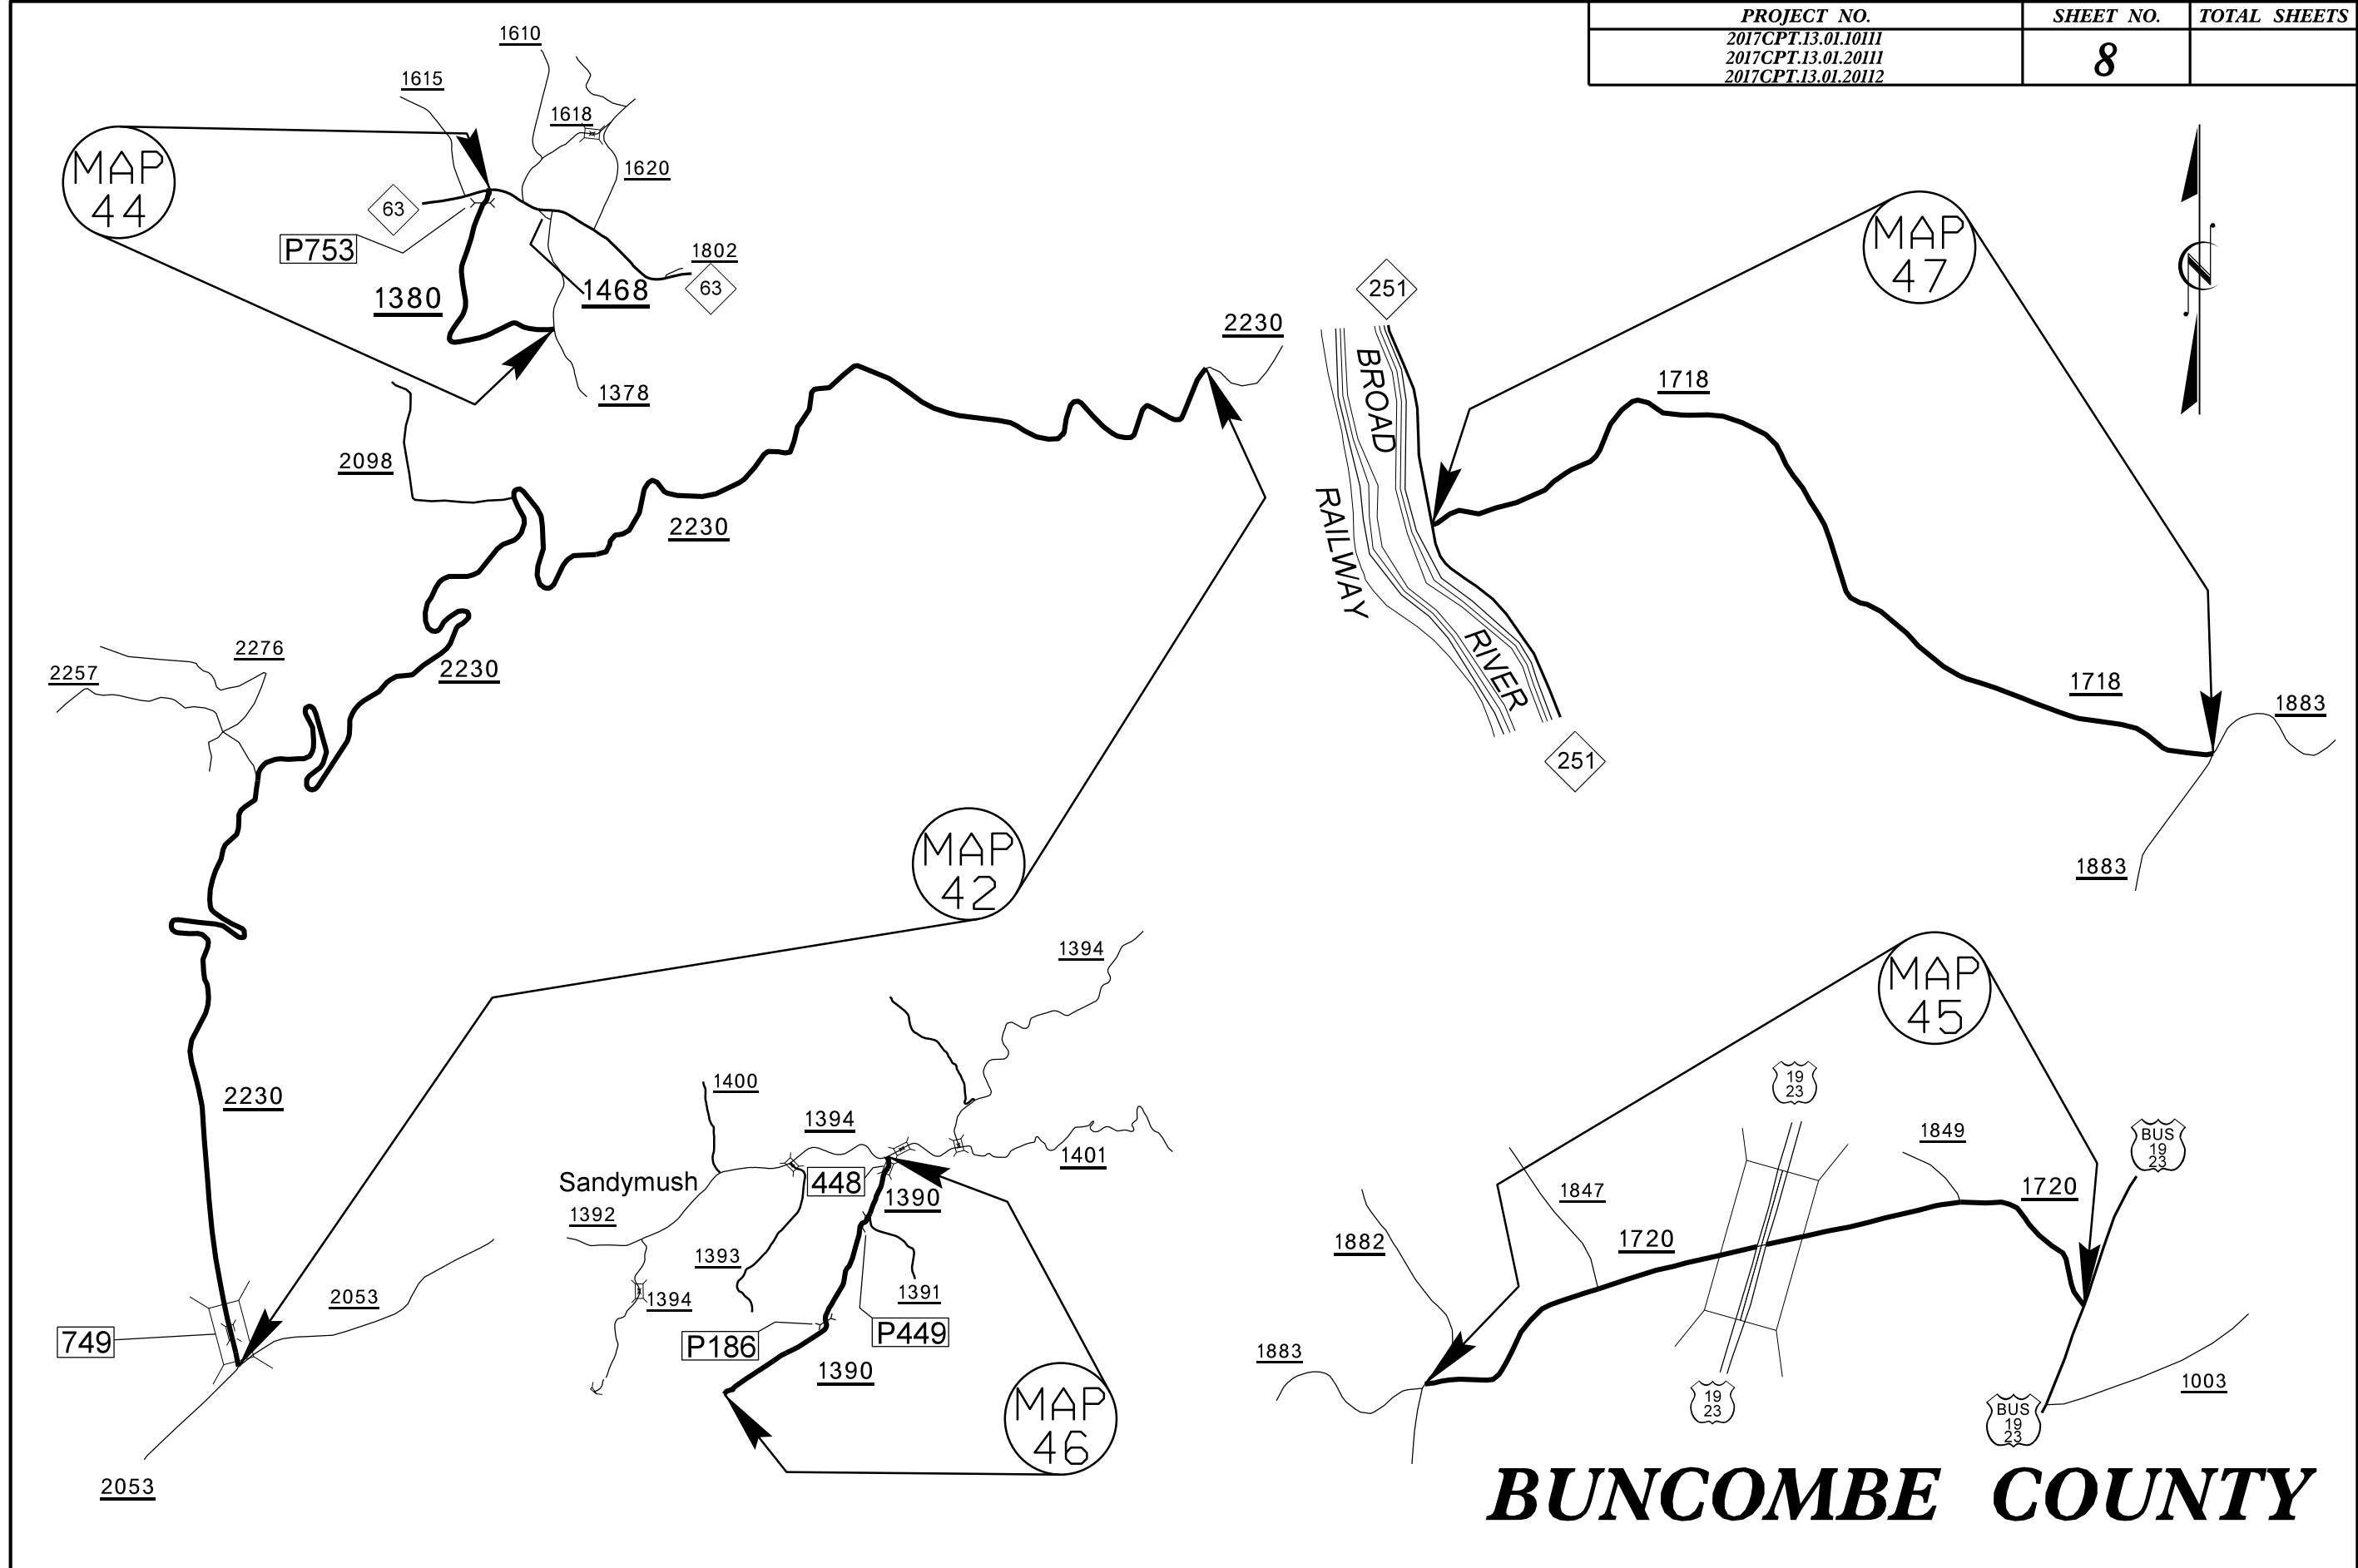 PROJECT NO.
SHEET NO.
TOTAL SHEETS
2017CPT.13.01.10111
2017CPT.13.01.20111
2017CPT.13.01.20112
8
MAP
44
1610
1615
1618
1620
63
P753
1802
63
1380
1468
1378
2230
2098
2230
2276
2257
2230
MAP
42
2230
749
2053
2053
MAP
47
N
251
BROAD
RIVER
RAILWAY
1718
1718
251
1883
1883
1394
1400
1394
1401
Sandymush
448
1390
1392
1393
1391
1394
P186
P449
1390
MAP
46
MAP
45
19
23
BUS
19
23
1849
1847
1720
1720
1882
1883
1003
19
23
BUS
19
23
BUNCOMBE COUNTY